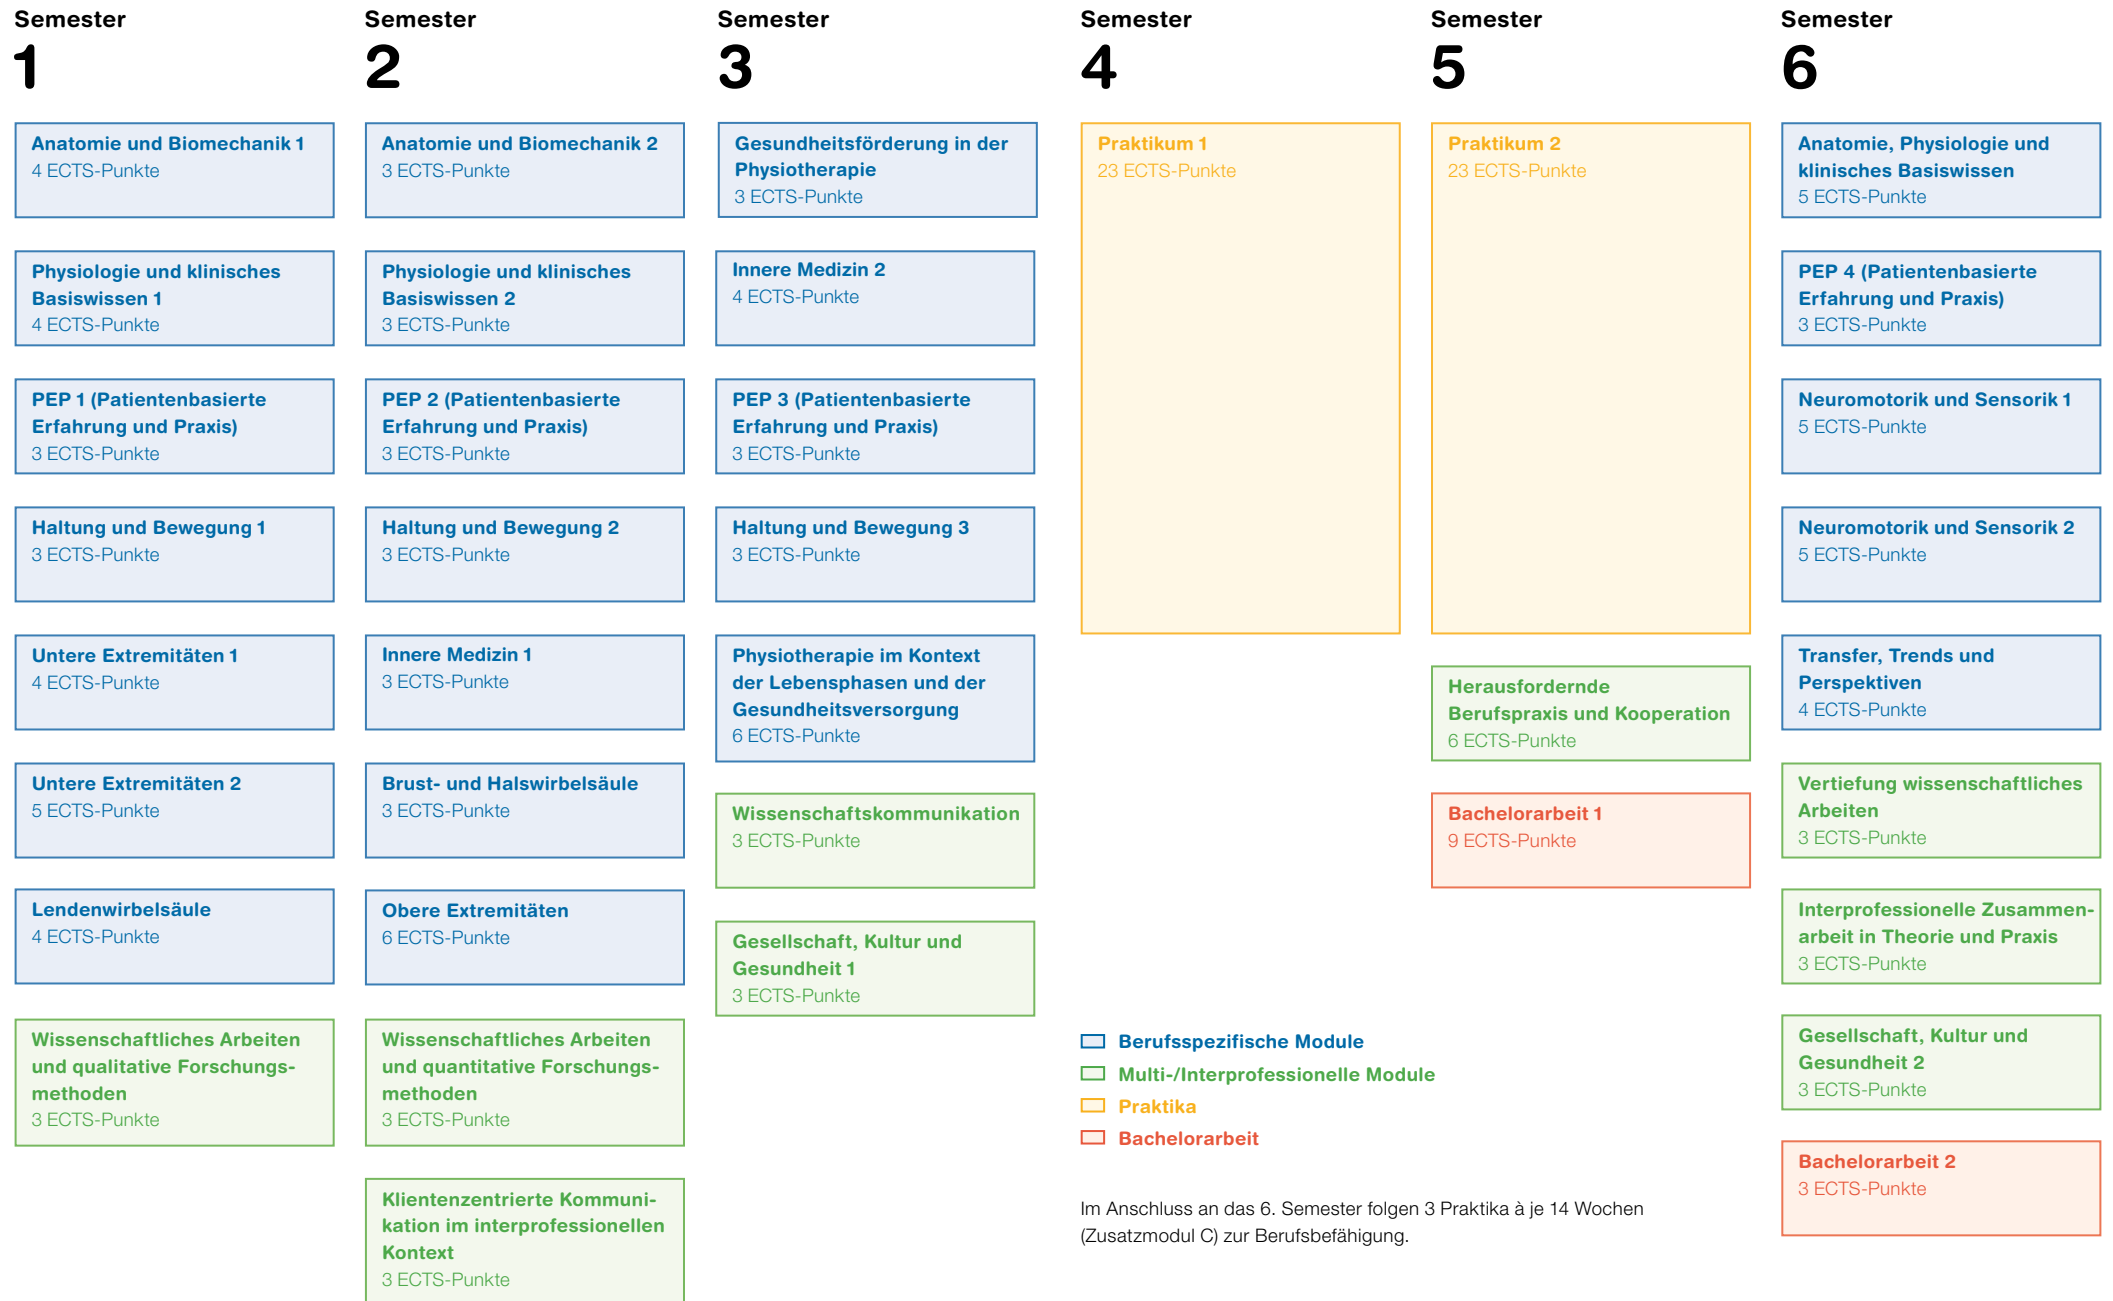 Semester
1
Anatomie und Biomechanik 1
4 ECTS-Punkte
Physiologie und klinisches
Basiswissen 1
4 ECTS-Punkte
PEP 1 (Patientenbasierte
Erfahrung und Praxis)
3 ECTS-Punkte
Haltung und Bewegung 1
3 ECTS-Punkte
Untere Extremitäten 1
4 ECTS-Punkte
Untere Extremitäten 2
5 ECTS-Punkte
Lendenwirbelsäule
4 ECTS-Punkte
Wissenschaftliches Arbeiten
und qualitative Forschungs-
methoden
3 ECTS-Punkte
Semester
2
Anatomie und Biomechanik 2
3 ECTS-Punkte
Physiologie und klinisches
Basiswissen 2
3 ECTS-Punkte
PEP 2 (Patientenbasierte
Erfahrung und Praxis)
3 ECTS-Punkte
Haltung und Bewegung 2
3 ECTS-Punkte
Innere Medizin 1
3 ECTS-Punkte
Brust- und Halswirbelsäule
3 ECTS-Punkte
Obere Extremitäten
6 ECTS-Punkte
Wissenschaftliches Arbeiten
und quantitative Forschungs-
methoden
3 ECTS-Punkte
Klientenzentrierte Kommuni-
kation im interprofessionellen
Kontext
3 ECTS-Punkte
Semester
3
Gesundheitsförderung in der
Physiotherapie
3 ECTS-Punkte
Innere Medizin 2
4 ECTS-Punkte
PEP 3 (Patientenbasierte
Erfahrung und Praxis)
3 ECTS-Punkte
Haltung und Bewegung 3
3 ECTS-Punkte
Physiotherapie im Kontext
der Lebensphasen und der
Gesundheitsversorgung
6 ECTS-Punkte
Wissenschaftskommunikation
3 ECTS-Punkte
Gesellschaft, Kultur und
Gesundheit 1
3 ECTS-Punkte
Semester
4
Praktikum 1
23 ECTS-Punkte
Semester
5
Praktikum 2
23 ECTS-Punkte
Herausfordernde
Berufspraxis und Kooperation
6 ECTS-Punkte
Bachelorarbeit 1
9 ECTS-Punkte
Semester
6
Anatomie, Physiologie und
klinisches Basiswissen
5 ECTS-Punkte
PEP 4 (Patientenbasierte
Erfahrung und Praxis)
3 ECTS-Punkte
Neuromotorik und Sensorik 1
5 ECTS-Punkte
Neuromotorik und Sensorik 2
5 ECTS-Punkte
Transfer, Trends und
Perspektiven
4 ECTS-Punkte
Vertiefung wissenschaftliches
Arbeiten
3 ECTS-Punkte
Interprofessionelle Zusammen-
arbeit in Theorie und Praxis
3 ECTS-Punkte
Gesellschaft, Kultur und
Gesundheit 2
3 ECTS-Punkte
Bachelorarbeit 2
3 ECTS-Punkte
Berufsspezifische Module
Multi-/Interprofessionelle Module
Praktika
Bachelorarbeit
Im Anschluss an das 6. Semester folgen 3 Praktika à je 14 Wochen
(Zusatzmodul C) zur Berufsbefähigung.